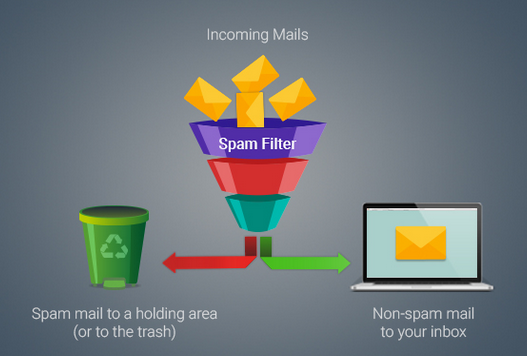 Incoming Mails
Spam Filter
Spam mail to a holding area
(or to the trash)
Non-spam mail
to your inbox